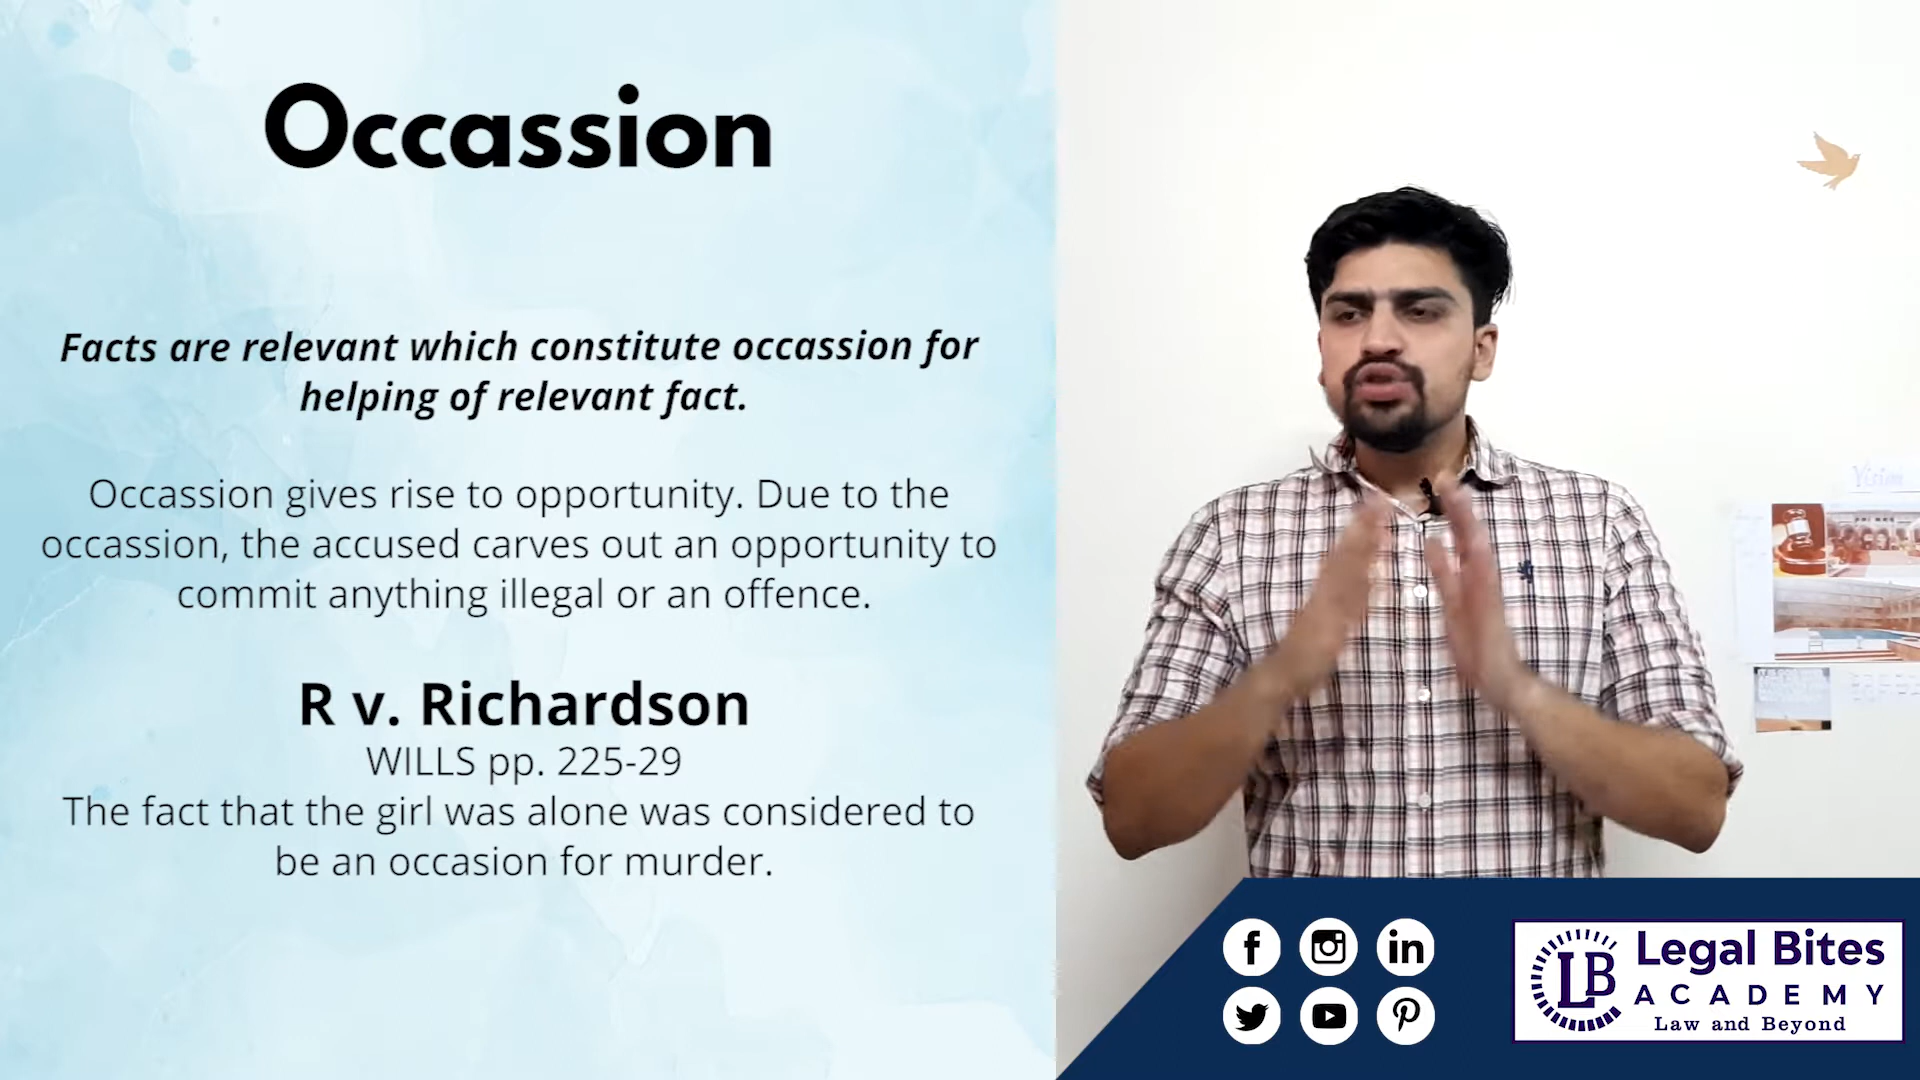 Occassion
Facts are relevant which constitute occassion for
helping of relevant fact.
Occassion gives rise to opportunity. Due to the
occassion, the accused carves out an opportunity to
commit anything illegal or an offence.
R v. Richardson
WILLS pp. 225-29
The fact that the girl was alone was considered to
be an occasion for murder.
Vision
LB
Legal Bites
ACADEMY
Law and Beyond